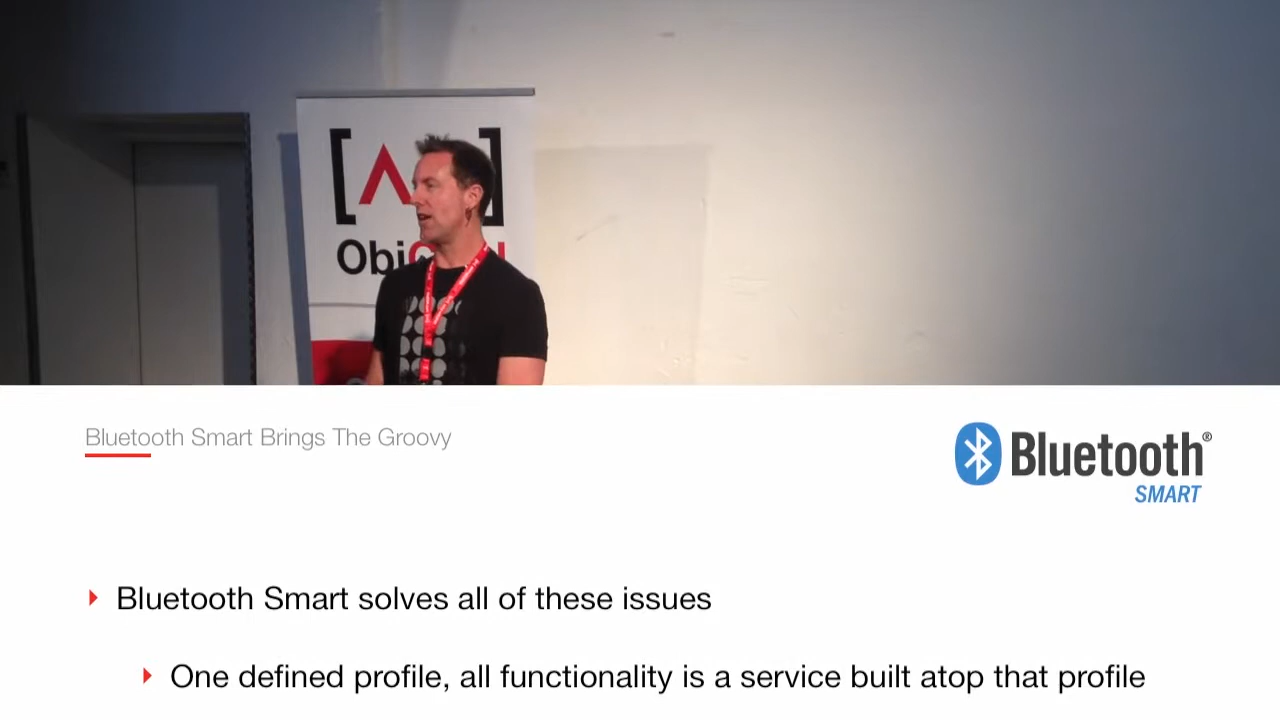 [Λ
Obi
Bluetooth Smart Brings The Groovy
Bluetooth®
SMART
Bluetooth Smart solves all of these issues
One defined profile, all functionality is a service built atop that profile